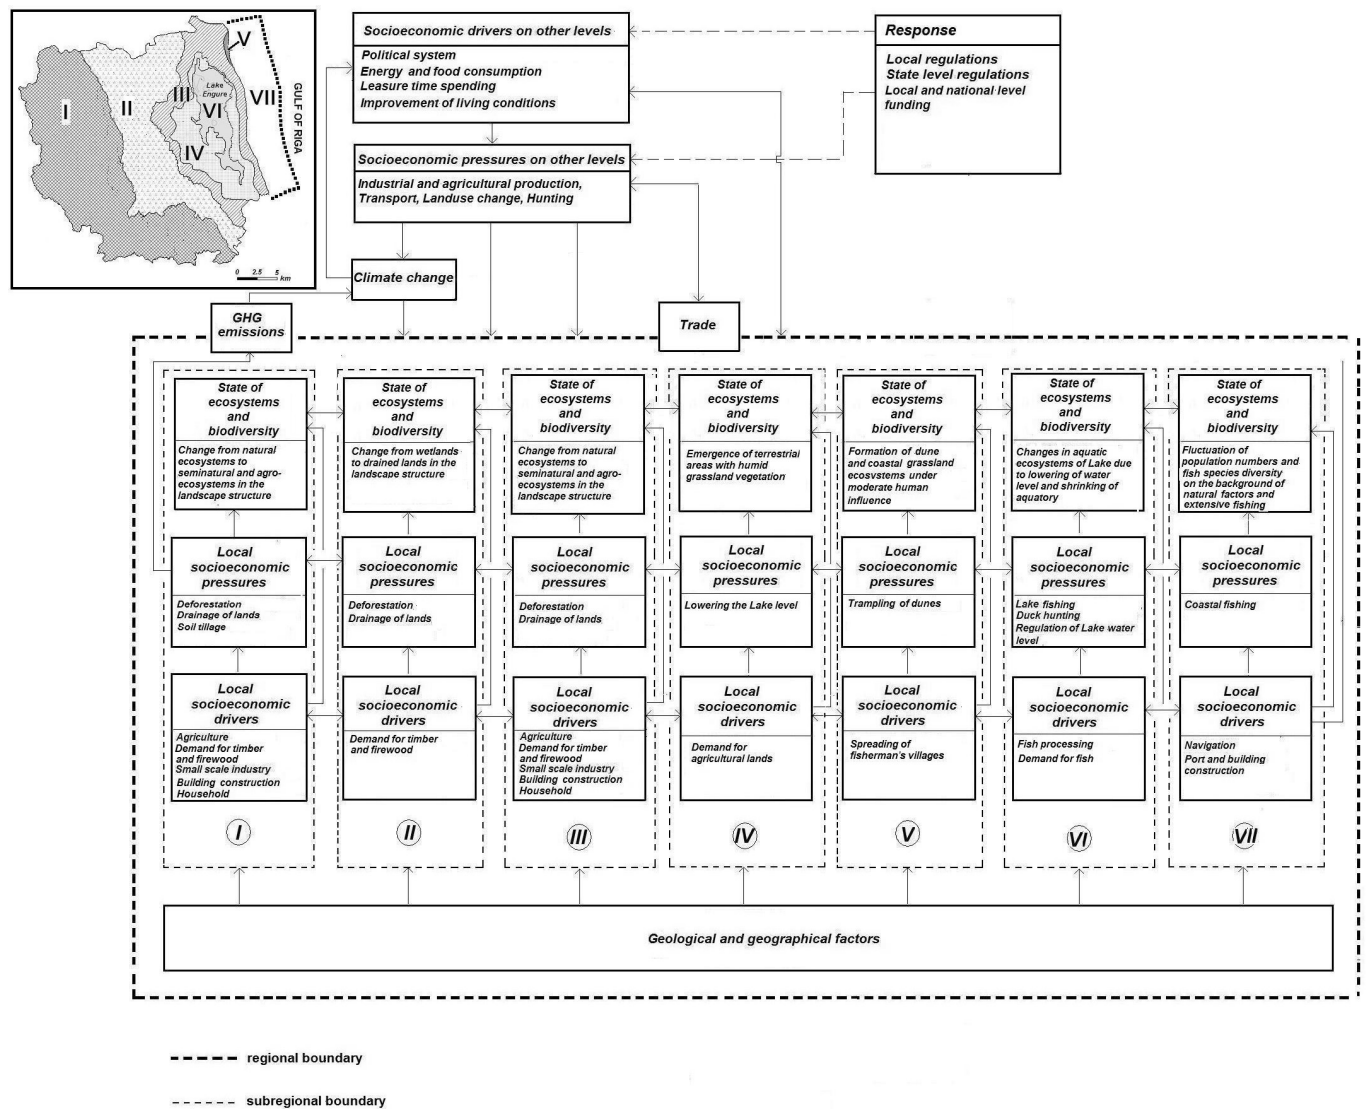 I
II
III
IV
V
VI
VII
Lake
Engure
GULF OF RIGA
0 2.5 5
km
Socioeconomic drivers on other levels
Political system
Energy and food consumption
Leasure time spending
Improvement of living conditions
Response
Local regulations
State level regulations
Local and national level
funding
Socioeconomic pressures on other levels
Industrial and agricultural production,
Transport, Landuse change, Hunting
Climate change
GHG
emissions
Trade
State of
ecosystems
and
biodiversity
Change from natural
ecosystems to
seminatural and agro-
ecosystems in the
landscape structure
State of
ecosystems
and
biodiversity
Change from wetlands
to drained lands in the
landscape structure
State of
ecosystems
and
biodiversity
Change from natural
ecosystems to
seminatural and agro-
ecosystems in the
landscape structure
State of
ecosystems
and
biodiversity
Emergence of terrestrial
areas with humid
grassland vegetation
State of
ecosystems
and
biodiversity
Formation of dune
and coastal grassland
ecosvstems under
moderate human
influence
State of
ecosystems
and
biodiversity
Changes in aquatic
ecosystems of Lake due
to lowering of water
level and shrinking of
aquatory
State of
ecosystems
and
biodiversity
Fluctuation of
population numbers and
fish species diversity
on the background of
natural factors and
extensive fishing
Local
socioeconomic
pressures
Deforestation
Drainage of lands
Soil tillage
Local
socioeconomic
pressures
Deforestation
Drainage of lands
Local
socioeconomic
pressures
Deforestation
Drainage of lands
Local
socioeconomic
pressures
Lowering the Lake level
Local
socioeconomic
pressures
Trampling of dunes
Local
socioeconomic
pressures
Lake fishing
Duck hunting
Regulation of Lake water
level
Local
socioeconomic
pressures
Coastal fishing
Local
socioeconomic
drivers
Agriculture
Demand for timber
and firewood
Small scale industry
Building construction
Household
Local
socioeconomic
drivers
Demand for timber
and firewood
Local
socioeconomic
drivers
Agriculture
Demand for timber
and firewood
Small scale industry
Building construction
Household
Local
socioeconomic
drivers
Demand for
agricultural lands
Local
socioeconomic
drivers
Spreading of
fisherman's villages
Local
socioeconomic
drivers
Fish processing
Demand for fish
Local
socioeconomic
drivers
Navigation
Port and building
construction
I
II
III
IV
V
VI
VII
Geological and geographical factors
regional boundary
subregional boundary